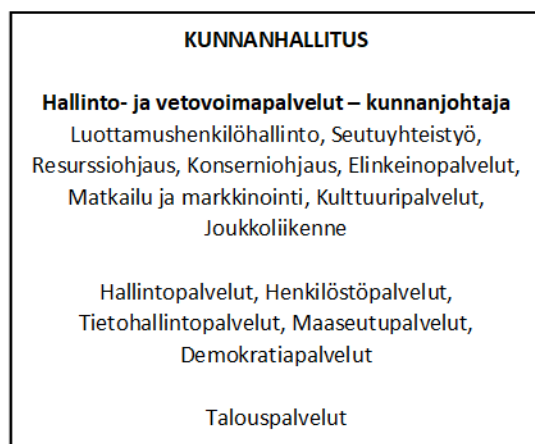 KUNNANHALLITUS
Hallinto- ja vetovoimapalvelut – kunnanjohtaja
Luottamushenkilöhallinto, Seutuyhteistyö,
Resurssiohjaus, Konserniohjaus, Elinkeinopalvelut,
Matkailu ja markkinointi, Kulttuuripalvelut,
Joukkoliikenne
Hallintopalvelut, Henkilöstöpalvelut,
Tietohallintopalvelut, Maaseutupalvelut,
Demokratiapalvelut
Talouspalvelut